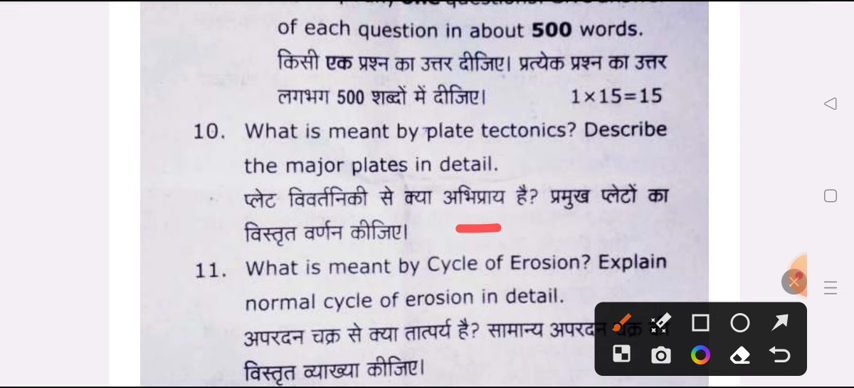 of each question in about 500 words.
किसी एक प्रश्न का उत्तर दीजिए। प्रत्येक प्रश्न का उत्तर
लगभग 500 शब्दों में दीजिए। 1×15=15
10. What is meant by plate tectonics? Describe
the major plates in detail.
प्लेट विवर्तनिकी से क्या अभिप्राय है? प्रमुख प्लेटों का
विस्तृत वर्णन कीजिए।
11. What is meant by Cycle of Erosion? Explain
normal cycle of erosion in detail.
अपरदन चक्र से क्या तात्पर्य है? सामान्य अपरदन
विस्तृत व्याख्या कीजिए।